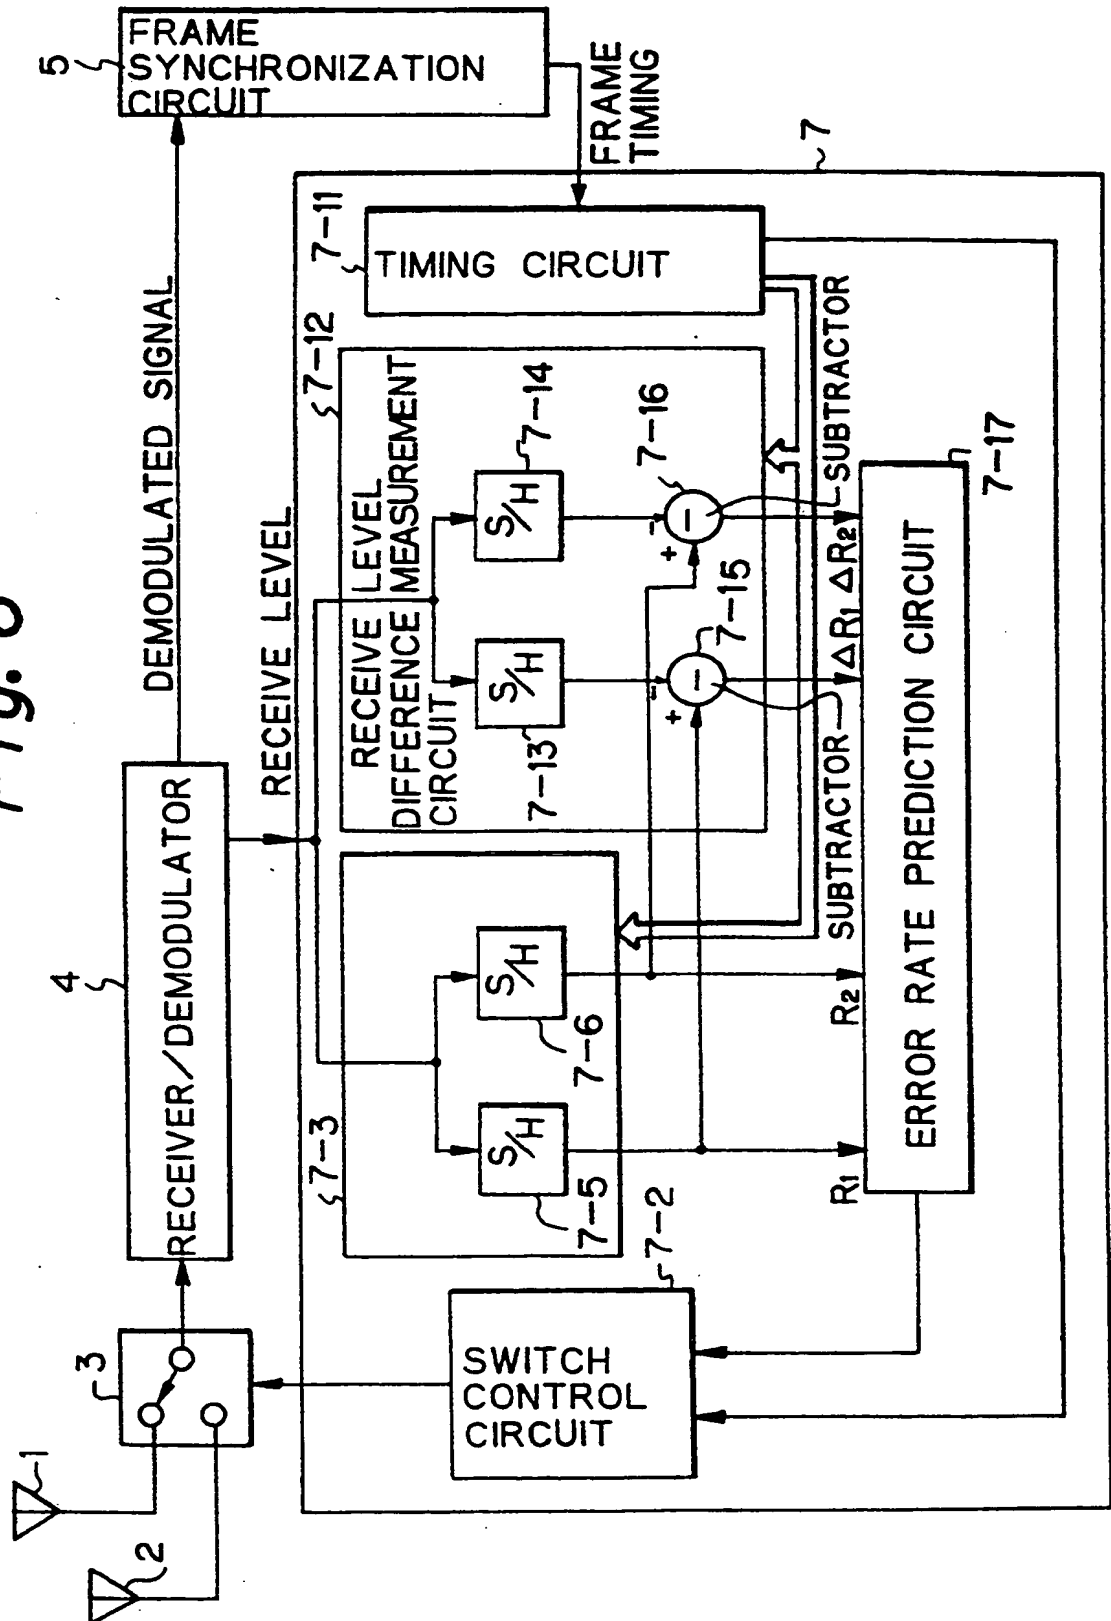 Fig.
1
2
3
4
RECEIVER/DEMODULATOR
DEMODULATED SIGNAL
5
FRAME
SYNCHRONIZATION
CIRCUIT
RECEIVE LEVEL
FRAME
TIMING
7
7-3
S/H
7-5
S/H
7-6
7-12
RECEIVE LEVEL
DIFFERENCE MEASUREMENT
CIRCUIT
S/H
7-13
S/H
7-14
7-11
TIMING CIRCUIT
+
-
-
7-15
+
-
-
7-16
SWITCH
CONTROL
CIRCUIT
7-2
R1
R2
SUBTRACTOR
ΔR1
ΔR2
SUBTRACTOR
ERROR RATE PREDICTION CIRCUIT
7-17